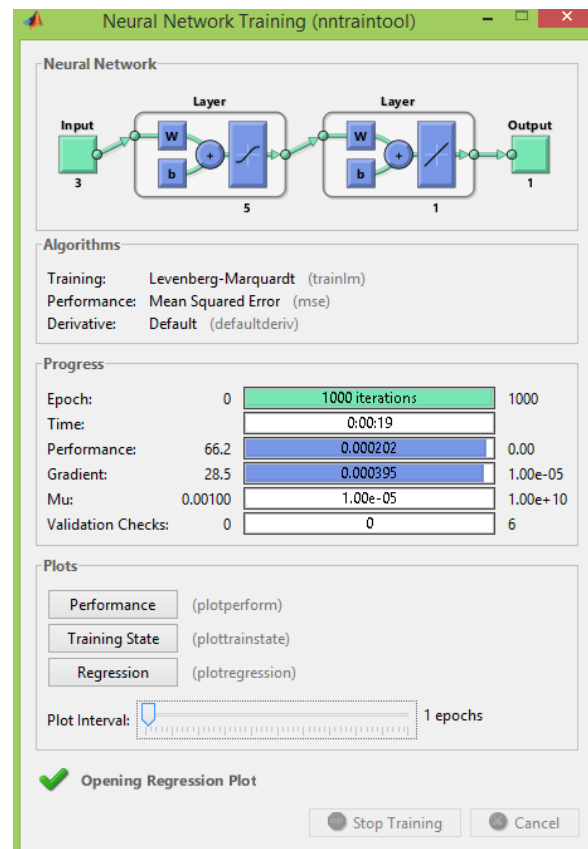 Neural Network Training (nntraintool)
Neural Network
Layer Layer
Input Output
W W
+ +
b b
3 1
5 1
Algorithms
Training: Levenberg-Marquardt (trainlm)
Performance: Mean Squared Error (mse)
Derivative: Default (defaultderiv)
Progress
Epoch: 0 1000 iterations 1000
Time: 0:00:19
Performance: 66.2 0.000202 0.00
Gradient: 28.5 0.000395 1.00e-05
Mu: 0.00100 1.00e-05 1.00e+10
Validation Checks: 0 0 6
Plots
Performance (plotperform)
Training State (plottrainstate)
Regression (plotregression)
Plot Interval: 1 epochs
Opening Regression Plot
Stop Training Cancel